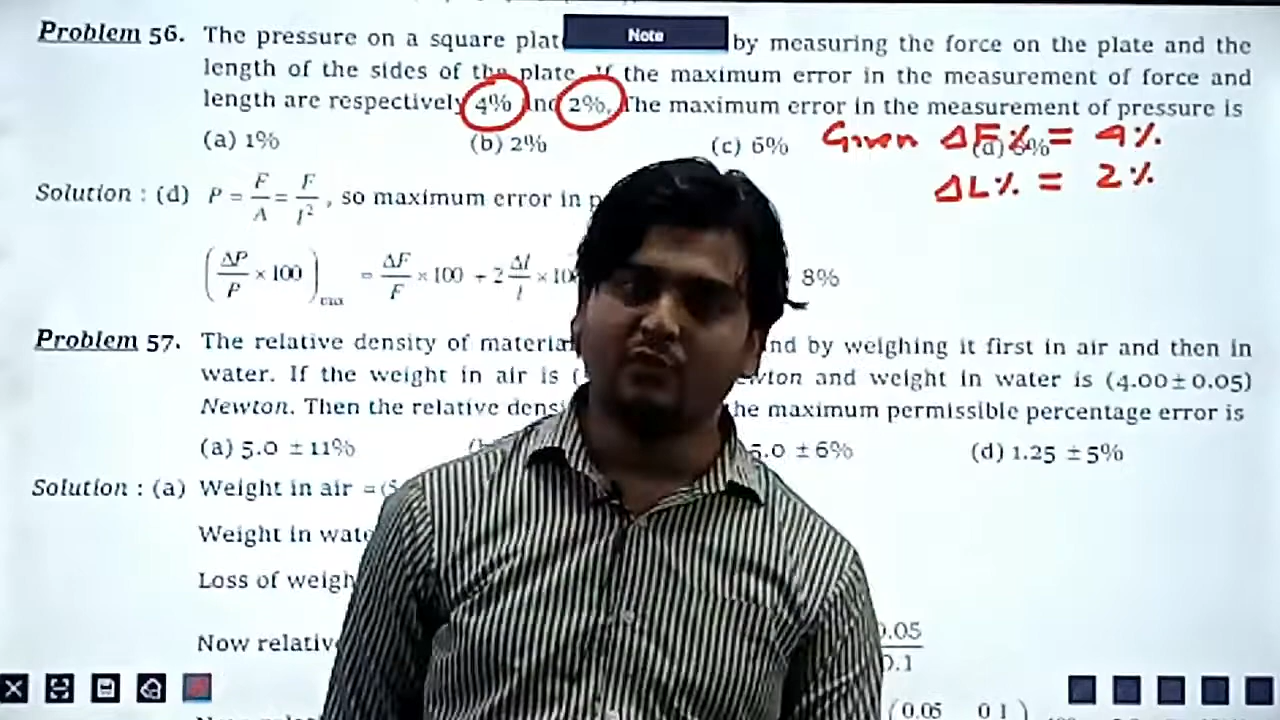 Problem 56. The pressure on a square plat by measuring the force on the plate and the
Note
length of the sides of the plate. If the maximum error in the measurement of force and
length are respectively 4% and 2%. The maximum error in the measurement of pressure is
(a) 1% (b) 2% (c) 6% (d) 8%
Given ΔF% = 4%
ΔL% = 2%
Solution : (d) P = F/A = F/l², so maximum error in p
(ΔP/P × 100)max = ΔF/F × 100 + 2 Δl/l × 10 8%
Problem 57. The relative density of material nd by weighing it first in air and then in
water. If the weight in air is ( wton and weight in water is (4.00 ± 0.05)
Newton. Then the relative dens he maximum permissible percentage error is
(a) 5.0 ± 11% (b 5.0 ± 6% (d) 1.25 ± 5%
Solution : (a) Weight in air = (5
Weight in wate
Loss of weigh
Now relativ 0.05/0.1
(0.05 0.1